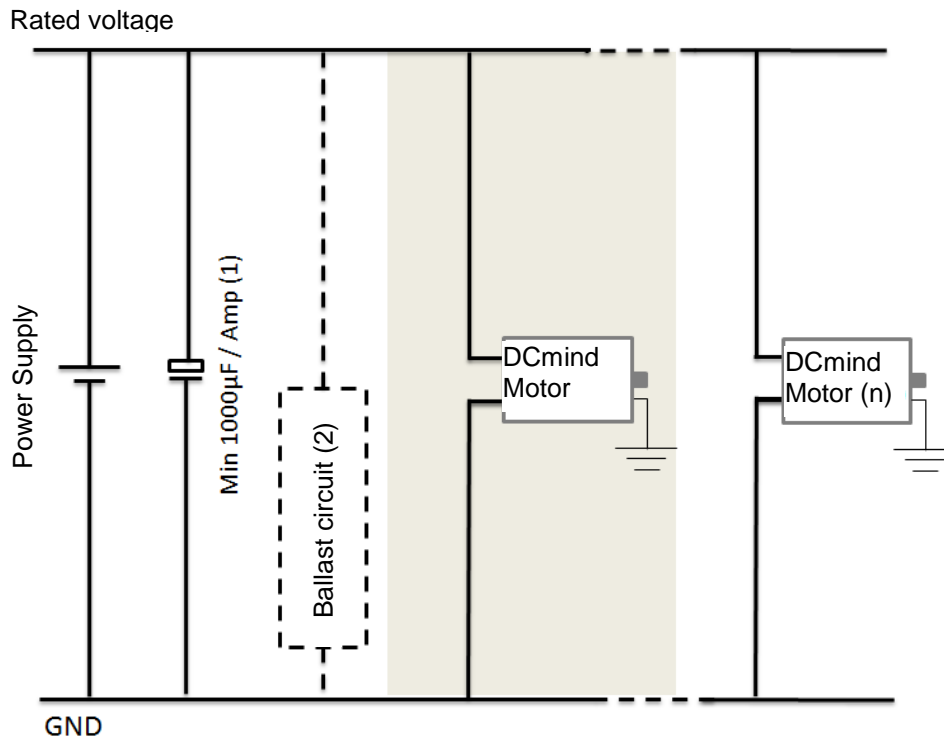 Rated voltage
Power Supply
Min 1000µF / Amp (1)
Ballast circuit (2)
DCmind
Motor
DCmind
Motor (n)
GND